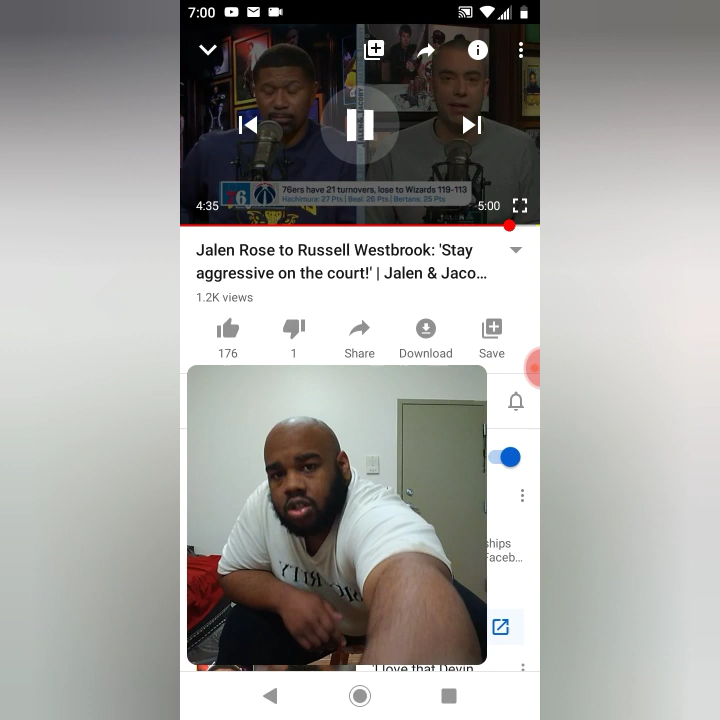 7:00
76ers have 21 turnovers, lose to Wizards 119-113
Hachimura: 27 Pts | Beal: 26 Pts | Bertans: 25 Pts
4:35
5:00
Jalen Rose to Russell Westbrook: 'Stay
aggressive on the court!' | Jalen & Jaco...
1.2K views
176
1
Share
Download
Save
ships
Faceb...
'I love that Devin